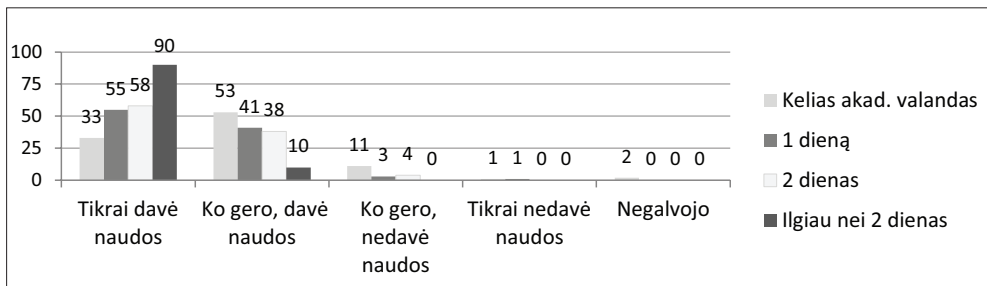 100
75
50
25
0
33 55 58 90
53 41 38 10
11 3 4 0
1 1 0 0
2 0 0 0
Tikrai davė
naudos
Ko gero, davė
naudos
Ko gero,
nedavė
naudos
Tikrai nedavė
naudos
Negalvojo
Kelias akad. valandas
1 dieną
2 dienas
Ilgiau nei 2 dienas